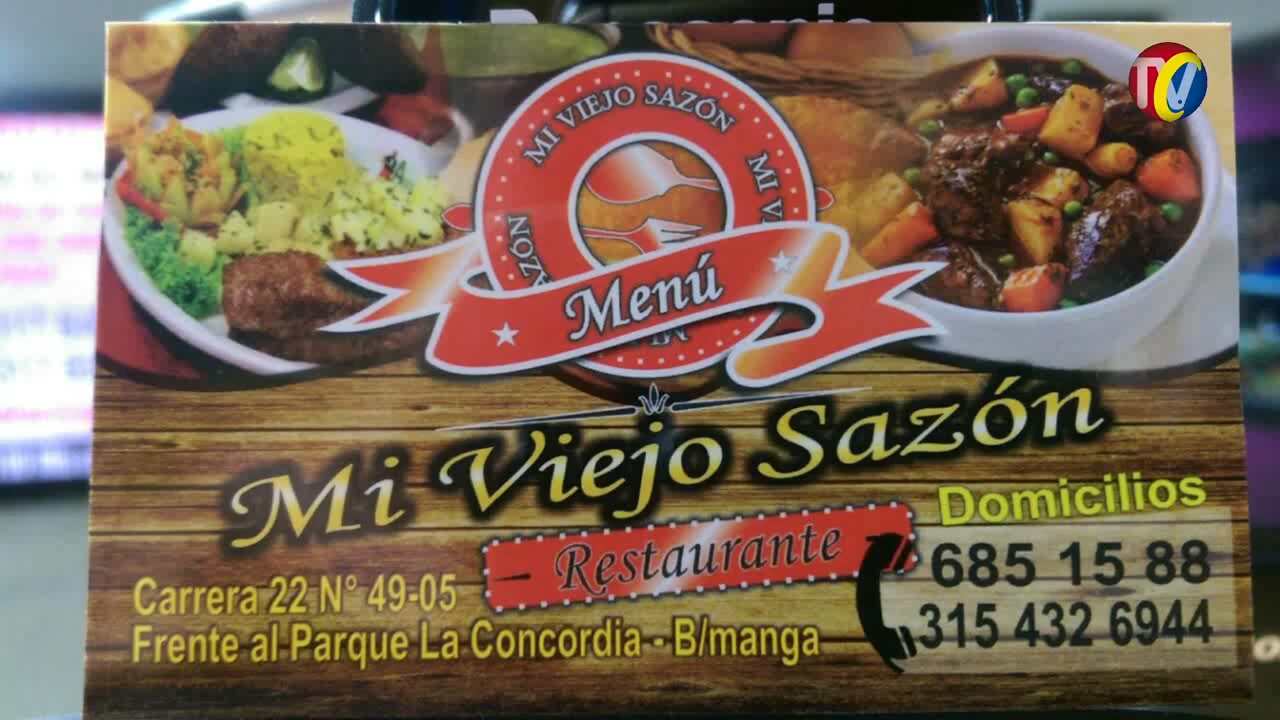 TCV!
MI VIEJO SAZÓN
Menú
Mi Viejo Sazón
Restaurante
Domicilios
685 15 88
315 432 6944
Carrera 22 N° 49-05
Frente al Parque La Concordia - B/manga